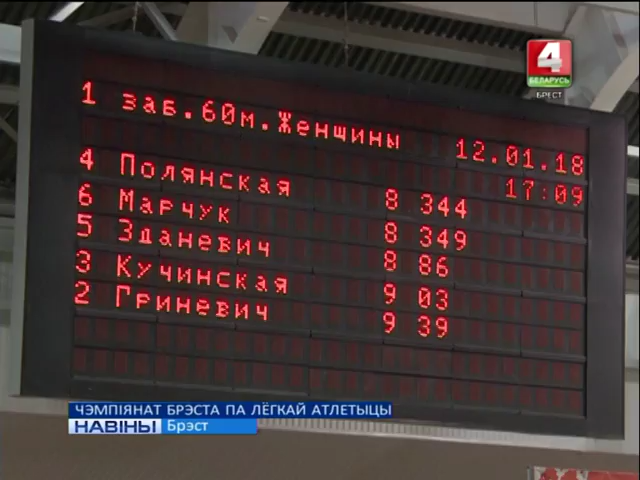 4
БЕЛАРУСЬ
БРЕСТ
1 заб.60м.Женщины 12.01.18
17:09
4 Полянская 8 344
6 Марчук 8 349
5 Зданевич 8 86
3 Кучинская 9 03
2 Гриневич 9 39
ЧЭМПІЯНАТ БРЭСТА ПА ЛЁГКАЙ АТЛЕТЫЦЫ
НАВІНЫ Брэст